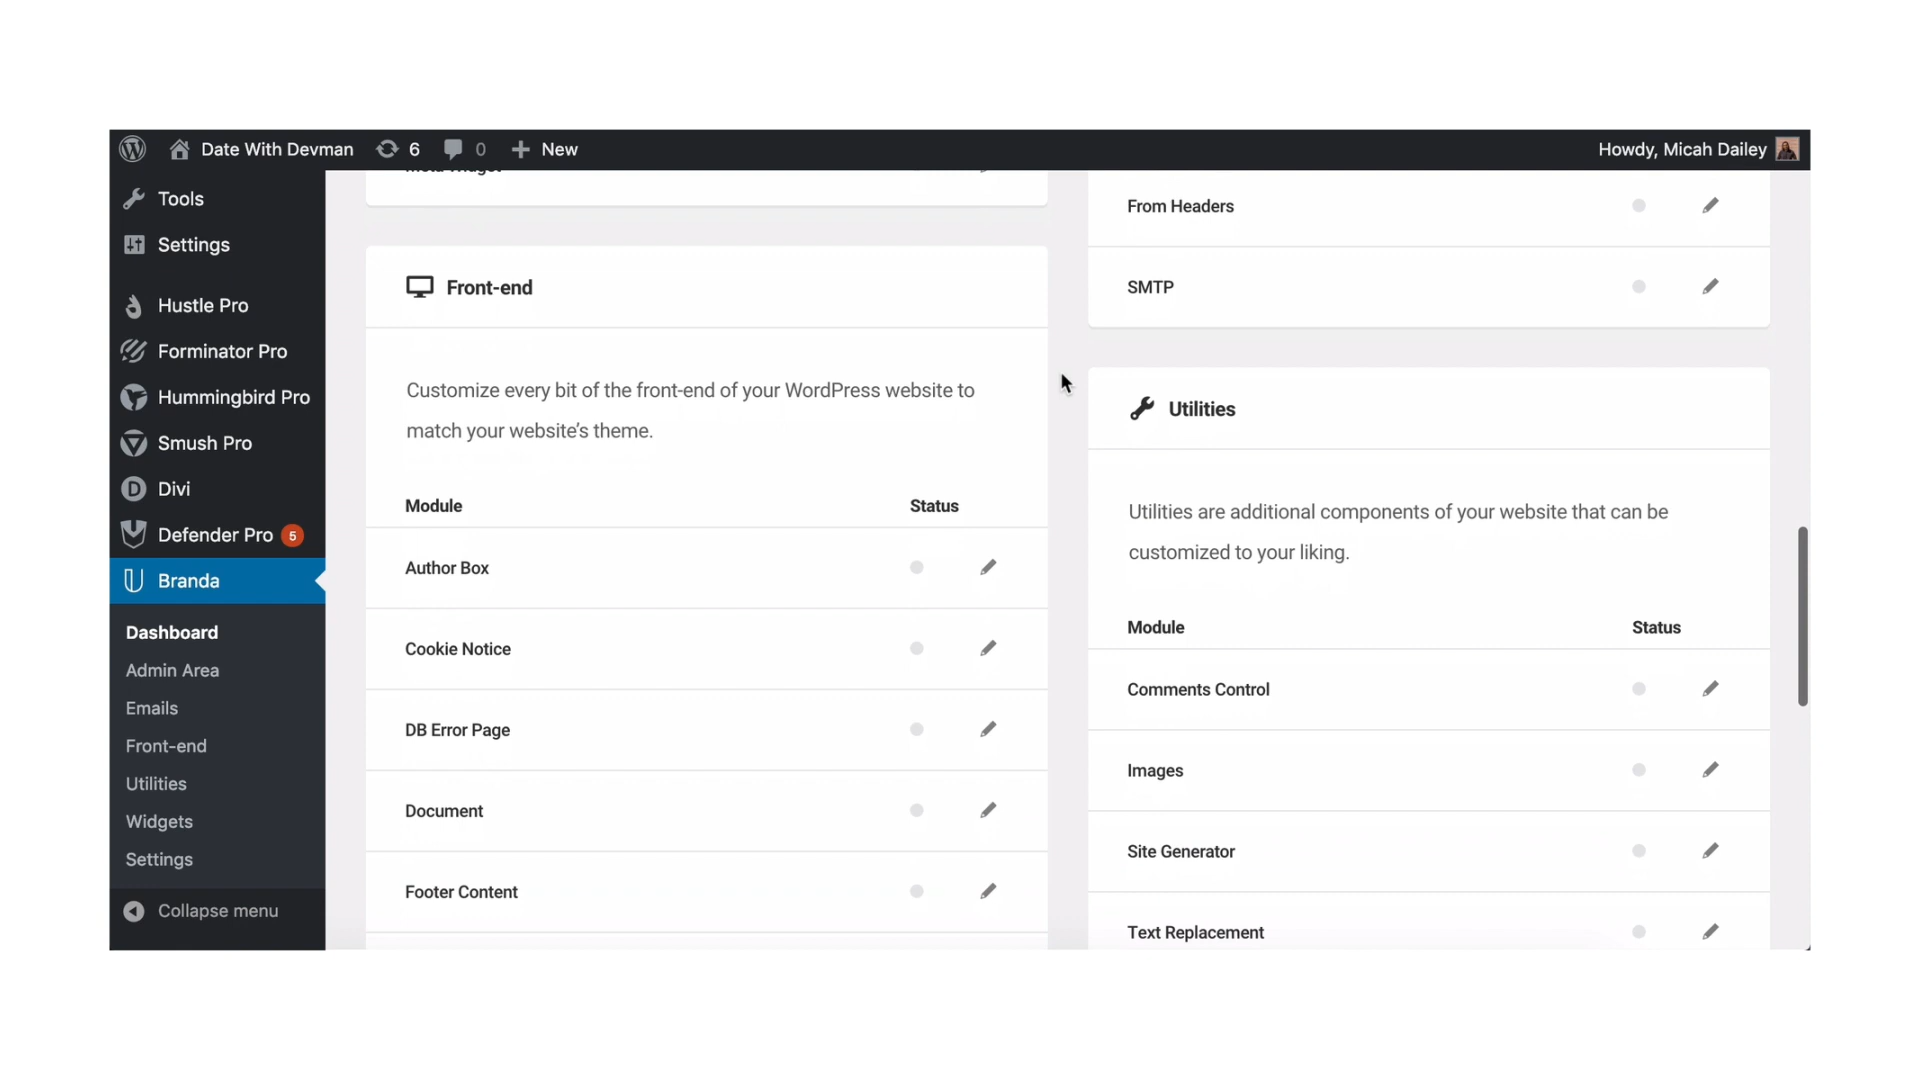 Date With Devman
6
0
New
Howdy, Micah Dailey
Tools
Settings
Hustle Pro
Forminator Pro
Hummingbird Pro
Smush Pro
Divi
Defender Pro 5
Branda
Dashboard
Admin Area
Emails
Front-end
Utilities
Widgets
Settings
Collapse menu
Front-end
Customize every bit of the front-end of your WordPress website to
match your website’s theme.
Module Status
Author Box
Cookie Notice
DB Error Page
Document
Footer Content
From Headers
SMTP
Utilities
Utilities are additional components of your website that can be
customized to your liking.
Module Status
Comments Control
Images
Site Generator
Text Replacement